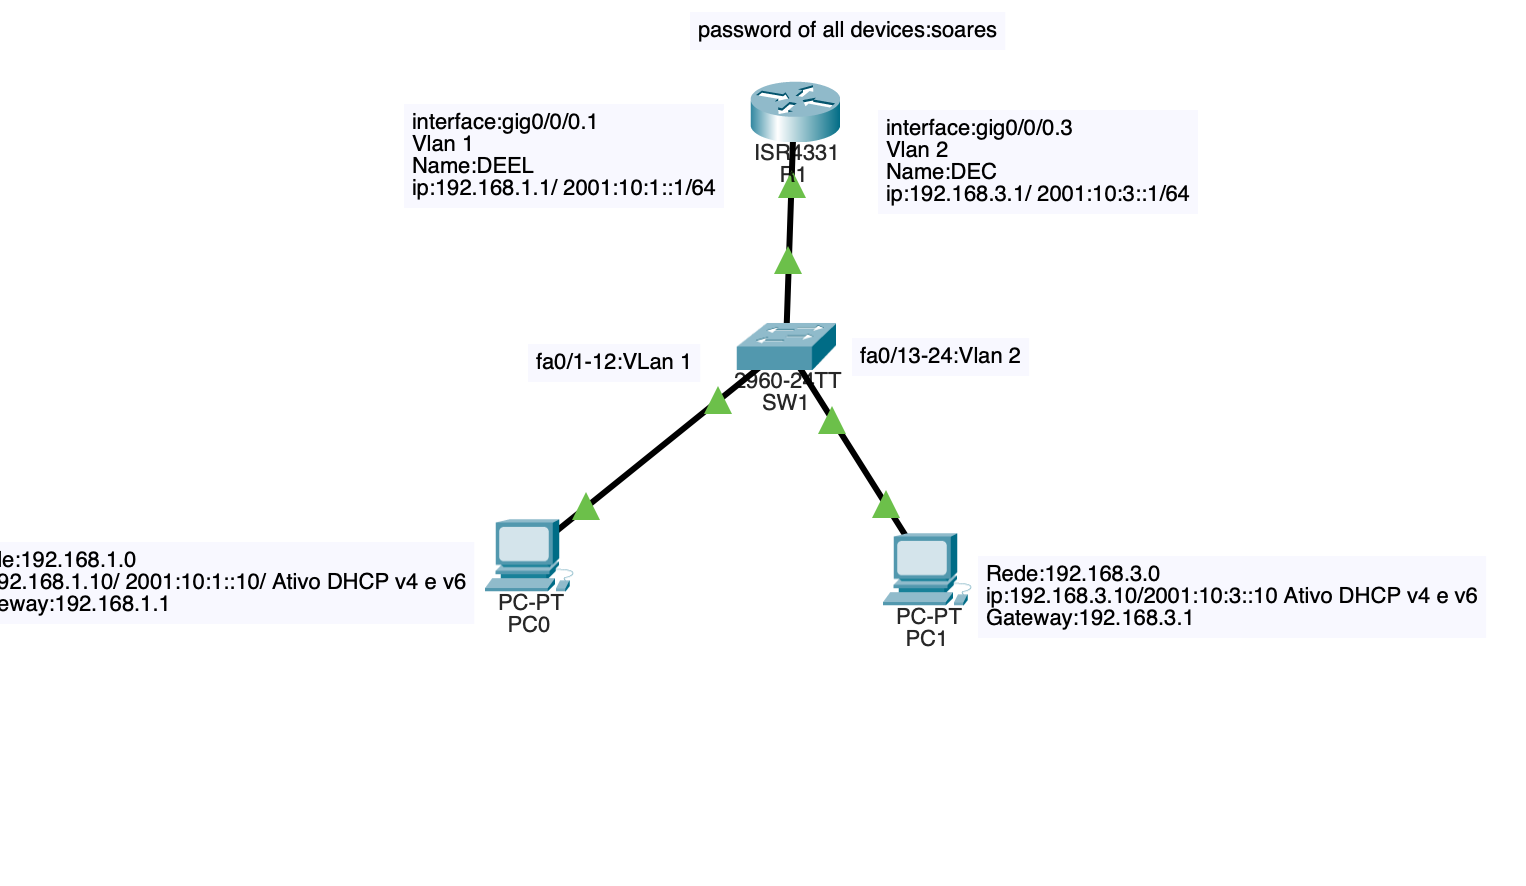 password of all devices:soares
interface:gig0/0/0.1
Vlan 1
Name:DEEL
ip:192.168.1.1/ 2001:10:1::1/64
interface:gig0/0/0.3
Vlan 2
Name:DEC
ip:192.168.3.1/ 2001:10:3::1/64
ISR4331
R1
fa0/1-12:VLan 1
fa0/13-24:Vlan 2
2960-24TT
SW1
le:192.168.1.0
92.168.1.10/ 2001:10:1::10/ Ativo DHCP v4 e v6
eway:192.168.1.1
PC-PT
PC0
PC-PT
PC1
Rede:192.168.3.0
ip:192.168.3.10/2001:10:3::10 Ativo DHCP v4 e v6
Gateway:192.168.3.1